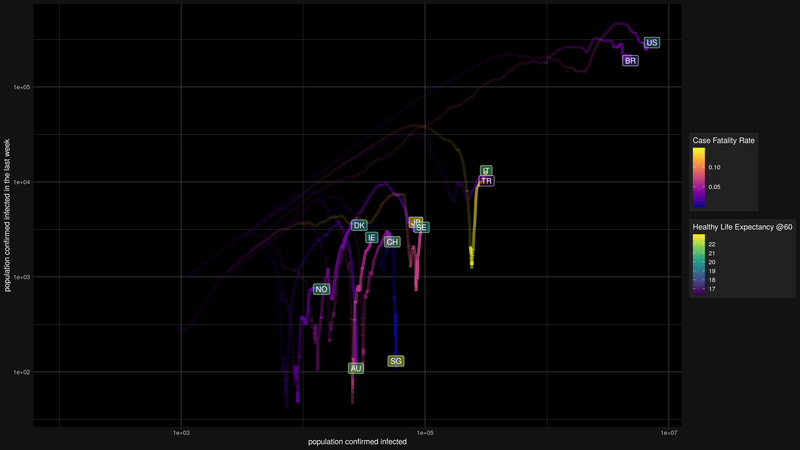 US
BR
IT
TR
DK
SE
IE
CH
NO
SG
AU
1e+05
1e+04
1e+03
1e+02
1e+03
1e+05
1e+07
population confirmed infected
population confirmed infected in the last week
Case Fatality Rate
0.10
0.05
Healthy Life Expectancy @60
22
21
20
19
18
17